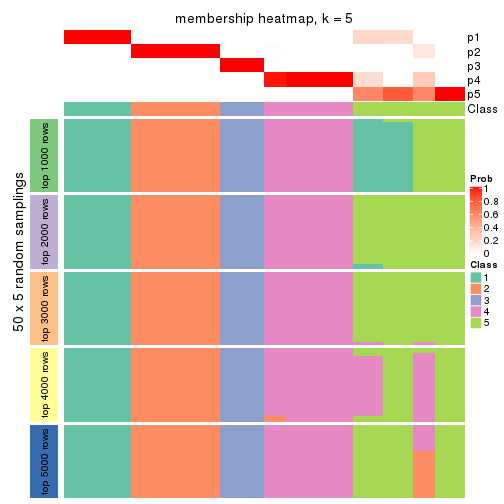 membership heatmap, k = 5
p1
p2
p3
p4
p5
Class
50 x 5 random samplings
top 1000 rows
top 2000 rows
top 3000 rows
top 4000 rows
top 5000 rows
Prob
1
0.8
0.6
0.4
0.2
0
Class
1
2
3
4
5